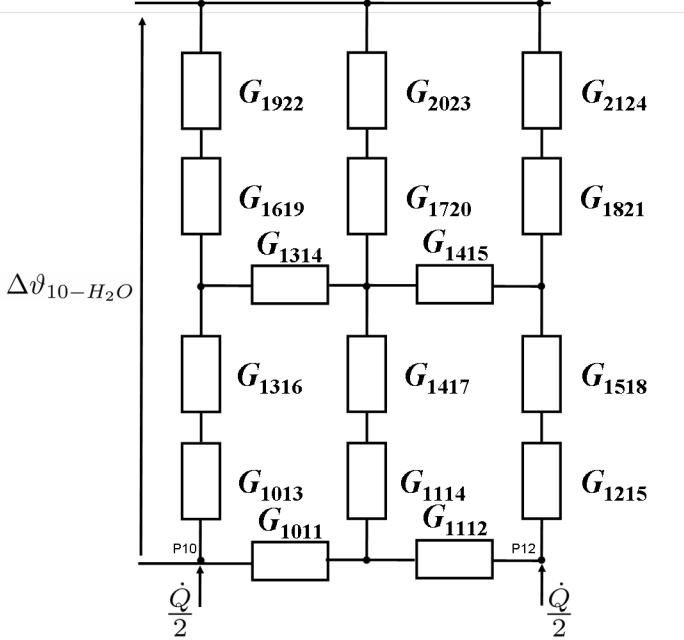 G1922 G2023 G2124
G1619 G1720 G1821
G1314 G1415
Δϑ10−H2O
G1316 G1417 G1518
G1013 G1114 G1215
G1011 G1112
P10 P12
Q̇/2 Q̇/2